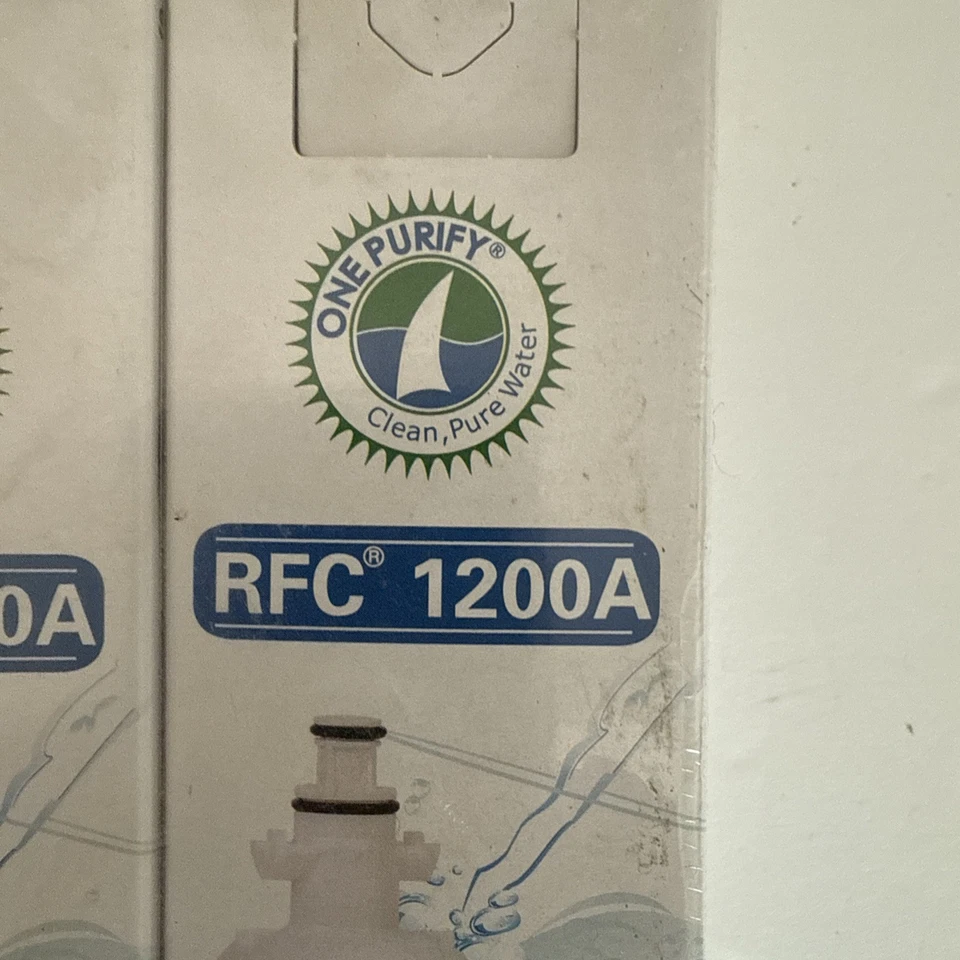 ONE PURIFY®
Clean, Pure Water
RFC® 1200A
0A